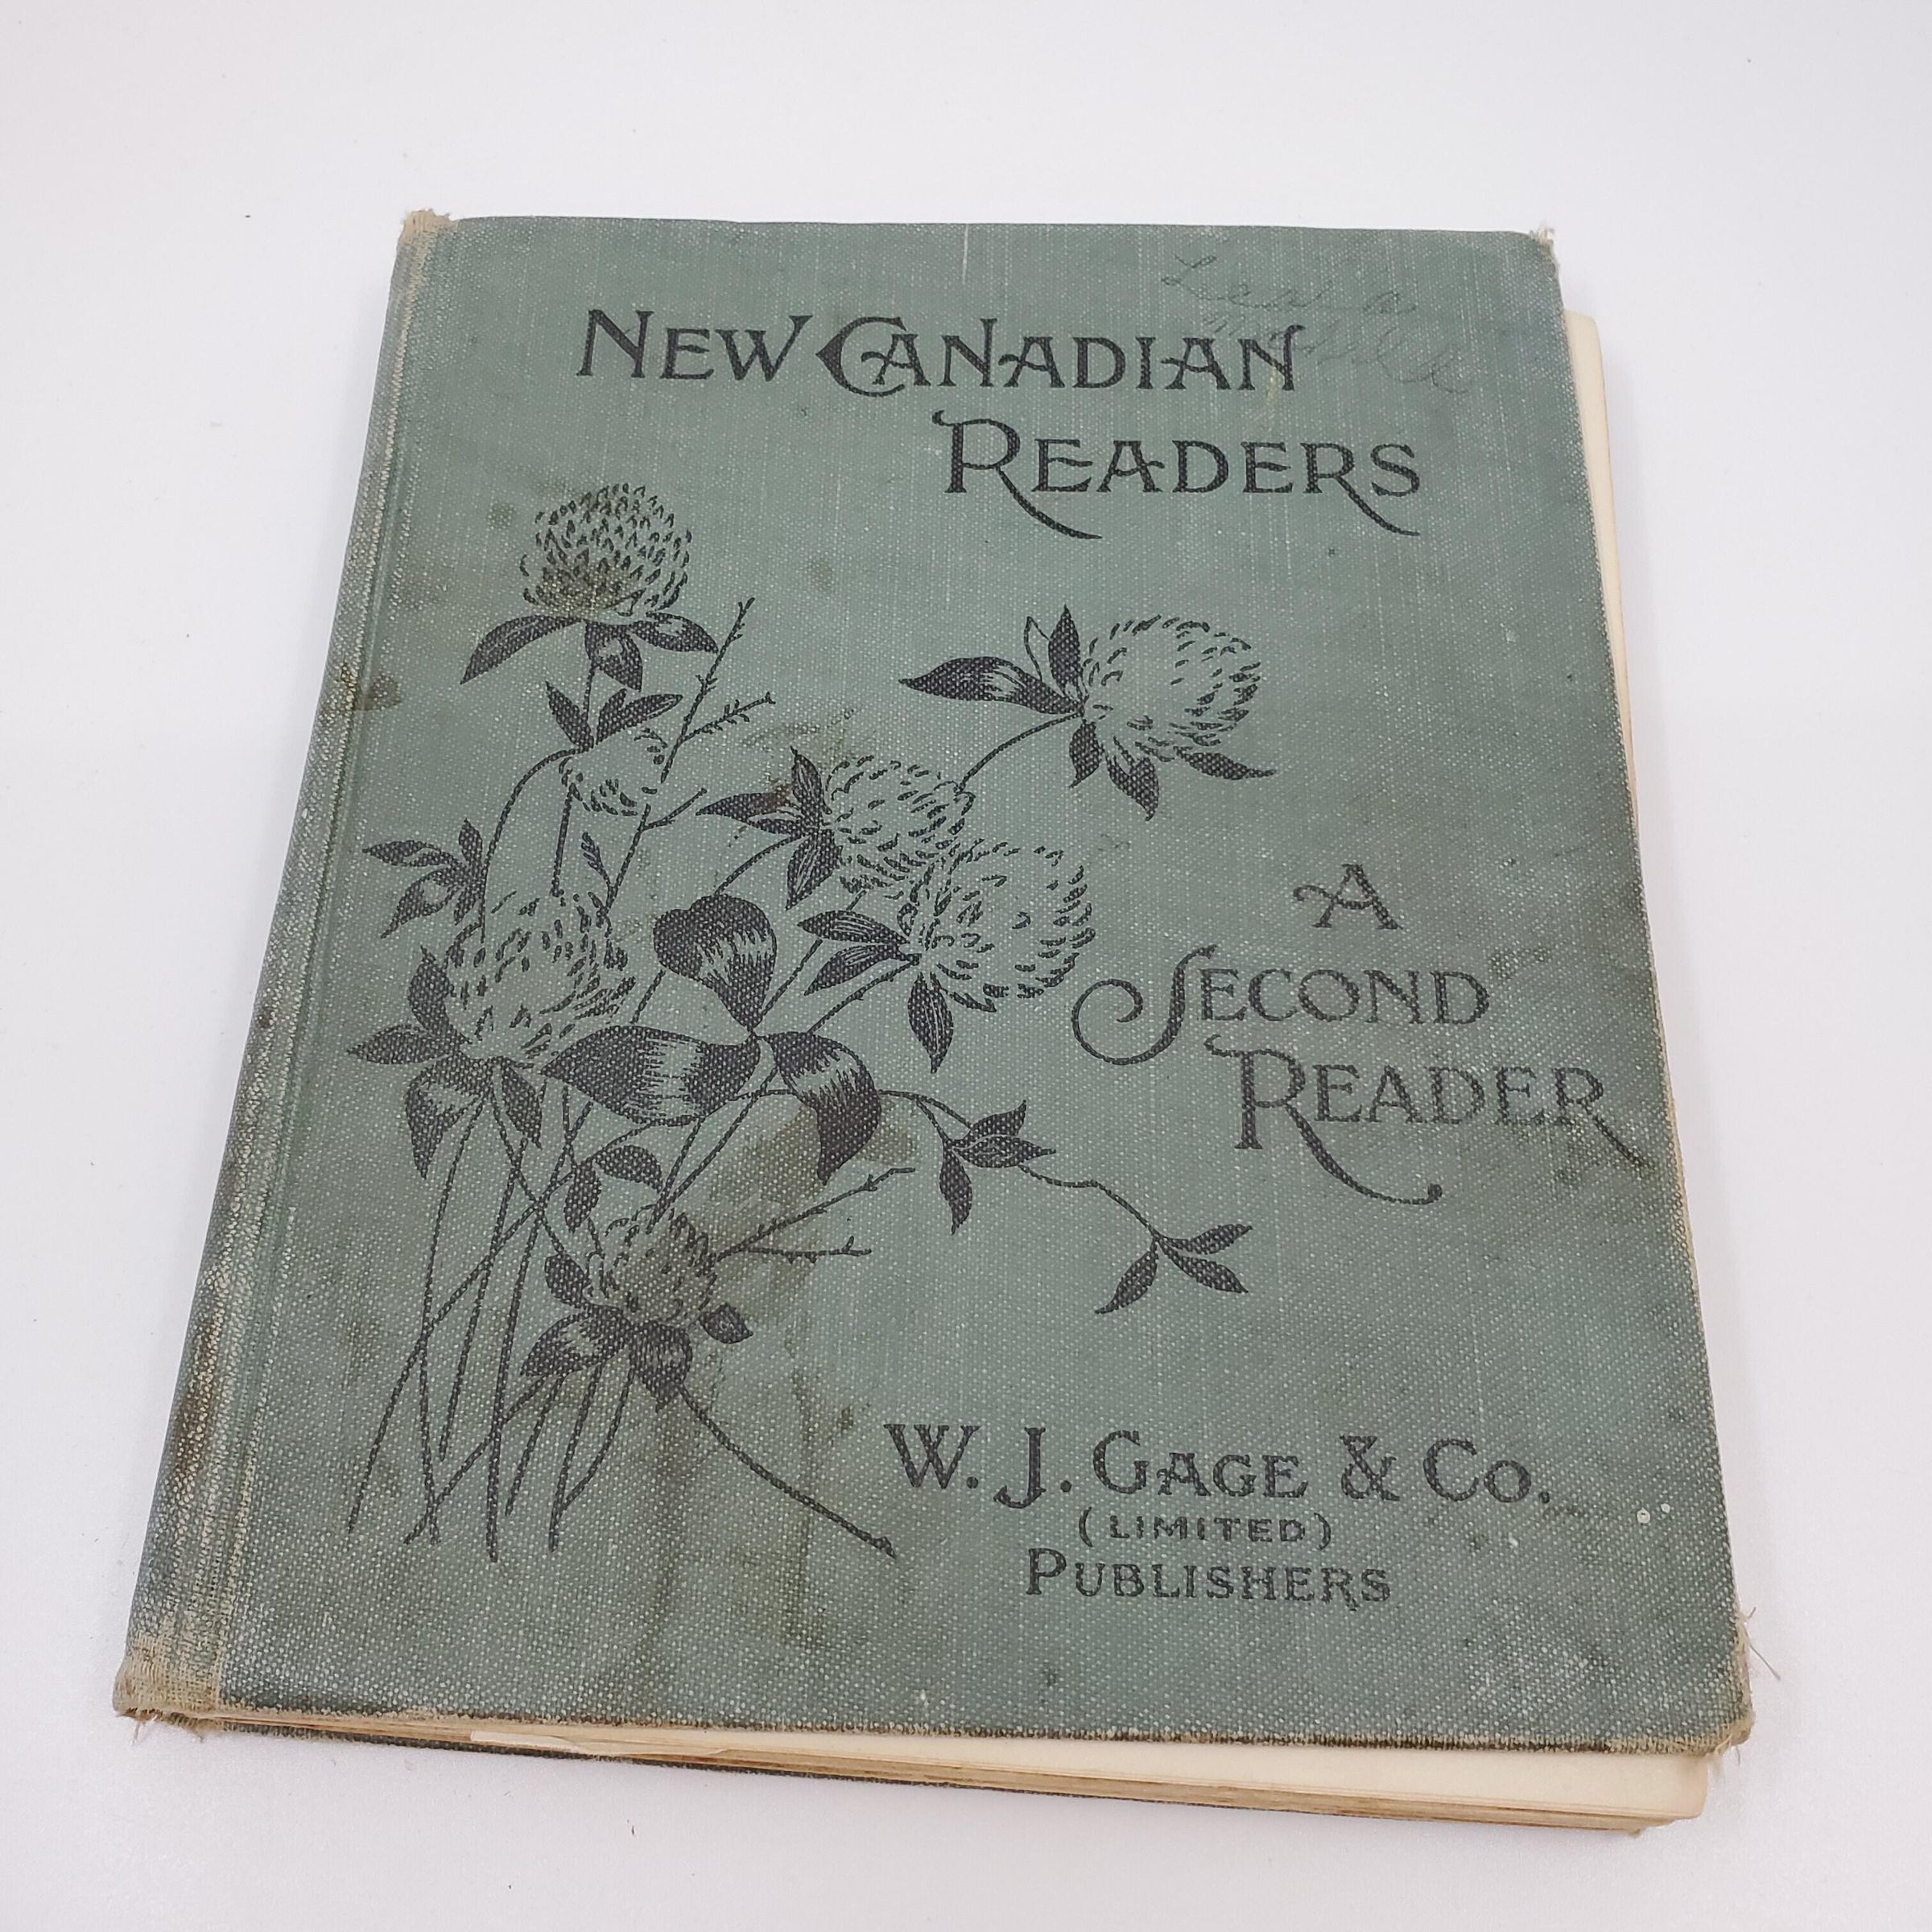 NEW CANADIAN
READERS
A
SECOND
READER
W. J. GAGE & CO.
(LIMITED)
PUBLISHERS